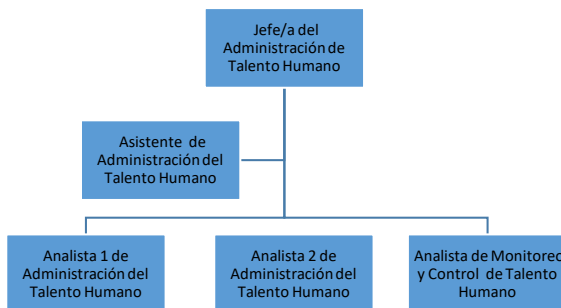 Jefe/a del
Administración de
Talento Humano
Asistente de
Administración del
Talento Humano
Analista 1 de
Administración del
Talento Humano
Analista 2 de
Administración del
Talento Humano
Analista de Monitoreo
y Control de Talento
Humano